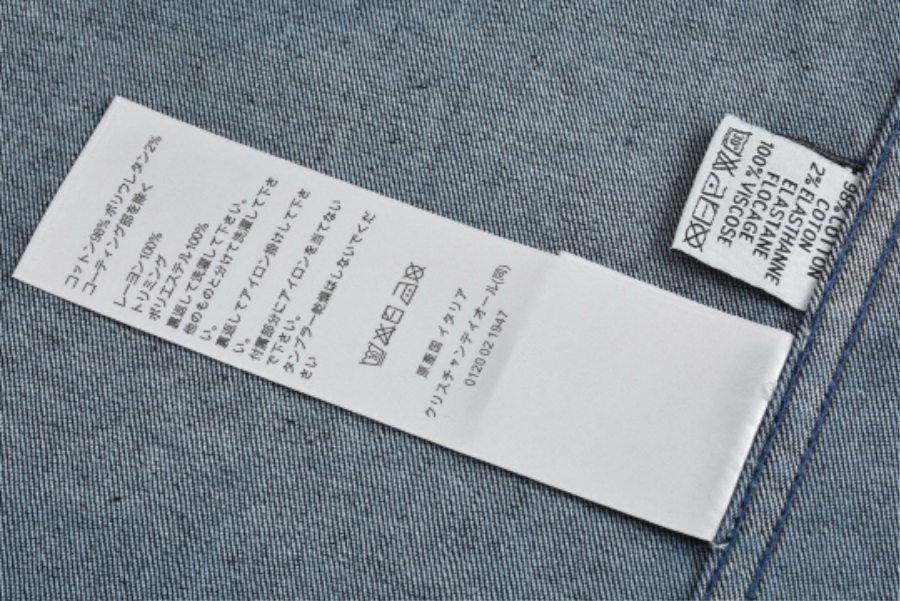 コットン98% ポリウレタン2%
コーティング部を除く
レーヨン100%
トリミング
ポリエステル100%
裏返して洗濯して下さい。
他のものと分けて洗濯して下さ
い。
裏返してアイロン掛けして下さ
い。
付属部分にアイロンを当てない
で下さい。
タンブラー乾燥はしないでくだ
さい
原産国 イタリア
クリスチャンディオール(同)
0120 02 1947
98% COTTON
COTON
2% ELASTHANNE
ELASTANE
FLOCAGE
100% VISCOSE